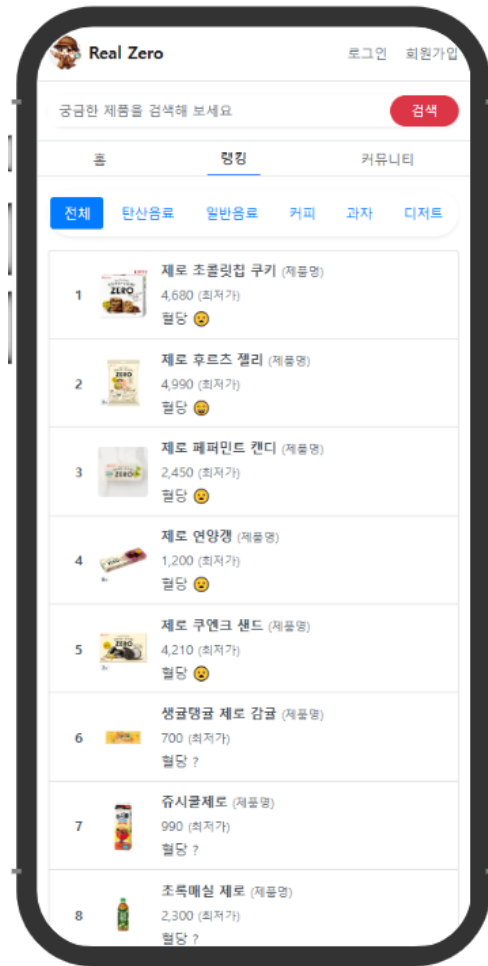 Real Zero 로그인 회원가입
궁금한 제품을 검색해 보세요 검색
홈 랭킹 커뮤니티
전체 탄산음료 일반음료 커피 과자 디저트
1
제로 초콜릿칩 쿠키 (제품명)
4,680 (최저가)
혈당 😮
ZERO
2
제로 후르츠 젤리 (제품명)
4,990 (최저가)
혈당 😄
ZERO
3
제로 페퍼민트 캔디 (제품명)
2,450 (최저가)
혈당 😮
ZERO
4
제로 연양갱 (제품명)
1,200 (최저가)
혈당 😮
5
제로 쿠엔크 샌드 (제품명)
4,210 (최저가)
혈당 😮
ZERO
6
생귤탱귤 제로 감귤 (제품명)
700 (최저가)
혈당 ?
7
쥬시쿨제로 (제품명)
990 (최저가)
혈당 ?
8
초록매실 제로 (제품명)
2,300 (최저가)
혈당 ?